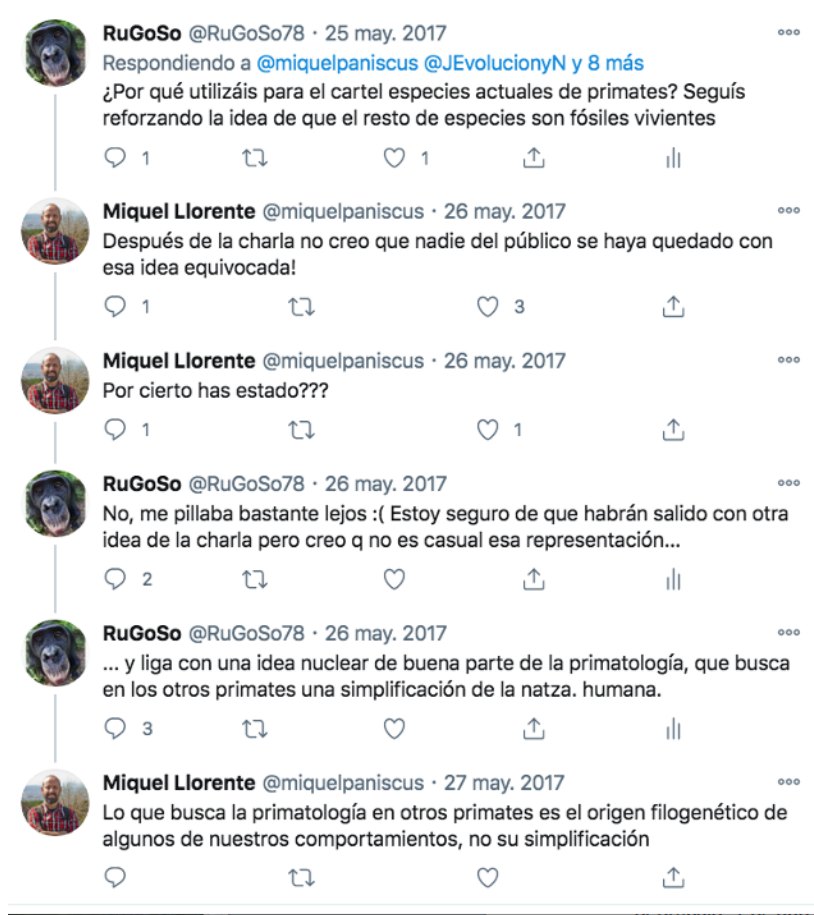 RuGoSo @RuGoSo78 · 25 may. 2017
Respondiendo a @miquelpaniscus @JEvolucionyN y 8 más
¿Por qué utilizáis para el cartel especies actuales de primates? Seguís
reforzando la idea de que el resto de especies son fósiles vivientes
1 1
Miquel Llorente @miquelpaniscus · 26 may. 2017
Después de la charla no creo que nadie del público se haya quedado con
esa idea equivocada!
1 3
Miquel Llorente @miquelpaniscus · 26 may. 2017
Por cierto has estado???
1 1
RuGoSo @RuGoSo78 · 26 may. 2017
No, me pillaba bastante lejos :( Estoy seguro de que habrán salido con otra
idea de la charla pero creo q no es casual esa representación...
2
RuGoSo @RuGoSo78 · 26 may. 2017
... y liga con una idea nuclear de buena parte de la primatología, que busca
en los otros primates una simplificación de la natza. humana.
3
Miquel Llorente @miquelpaniscus · 27 may. 2017
Lo que busca la primatología en otros primates es el origen filogenético de
algunos de nuestros comportamientos, no su simplificación